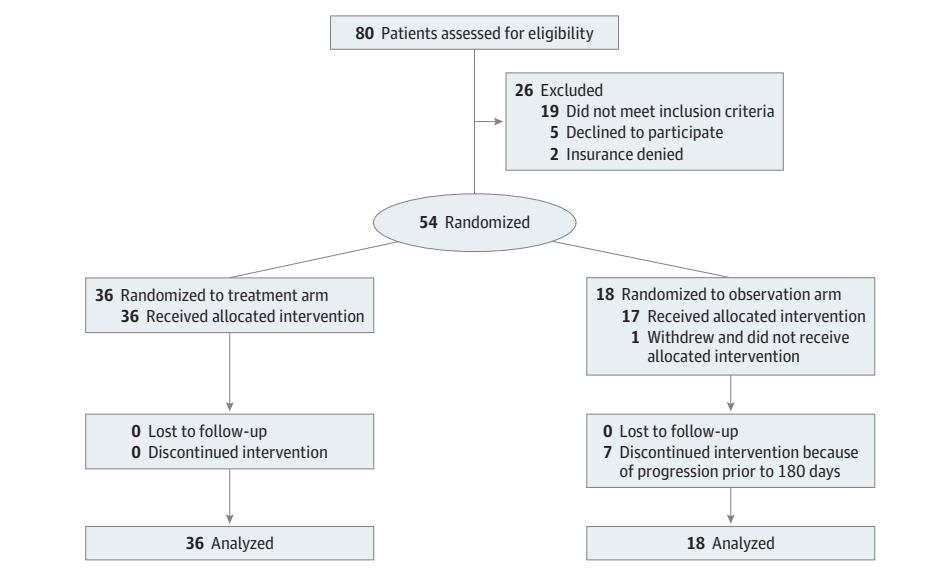 80 Patients assessed for eligibility
26 Excluded
19 Did not meet inclusion criteria
5 Declined to participate
2 Insurance denied
54 Randomized
36 Randomized to treatment arm
36 Received allocated intervention
18 Randomized to observation arm
17 Received allocated intervention
1 Withdrew and did not receive
allocated intervention
0 Lost to follow-up
0 Discontinued intervention
0 Lost to follow-up
7 Discontinued intervention because
of progression prior to 180 days
36 Analyzed
18 Analyzed